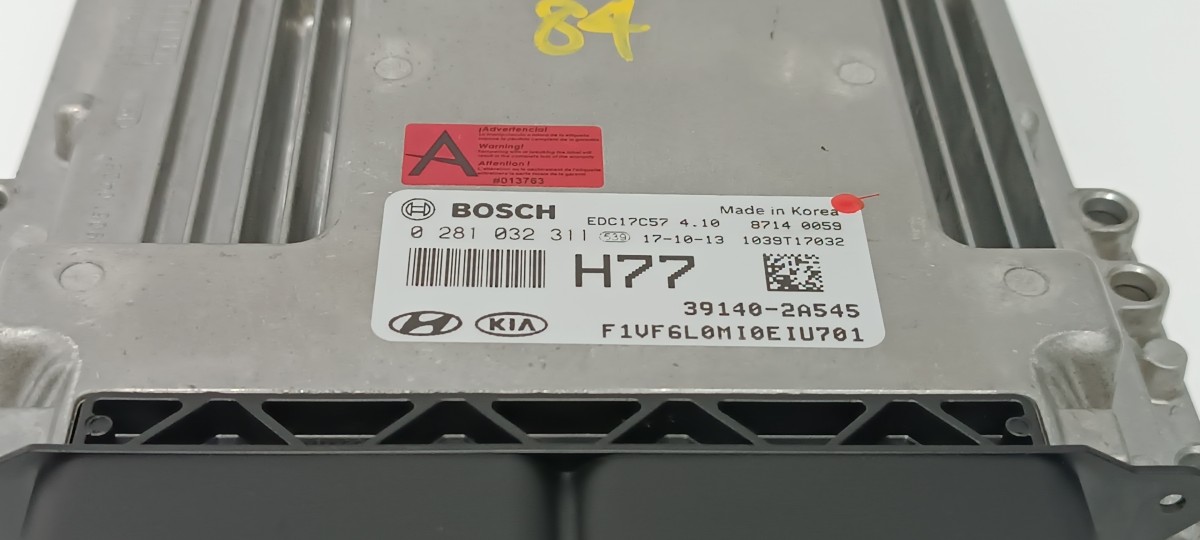 84
A
¡Advertencia!
Warning!
Attention!
#013763
BOSCH
EDC17C57 4.10
Made in Korea
8714 0059
0 281 032 311
539
17-10-13
1039T17032
H77
39140-2A545
KIA
F1VF6L0MI0EIU701